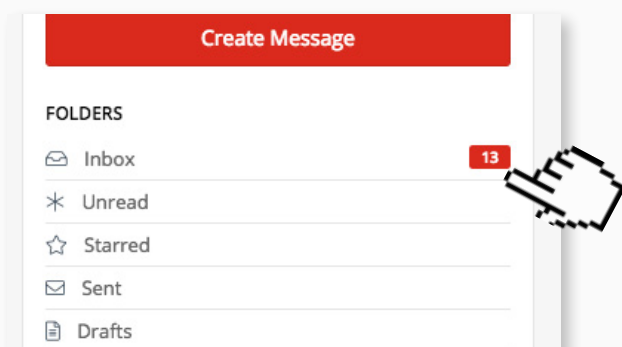 Create Message
FOLDERS
Inbox 13
Unread
Starred
Sent
Drafts